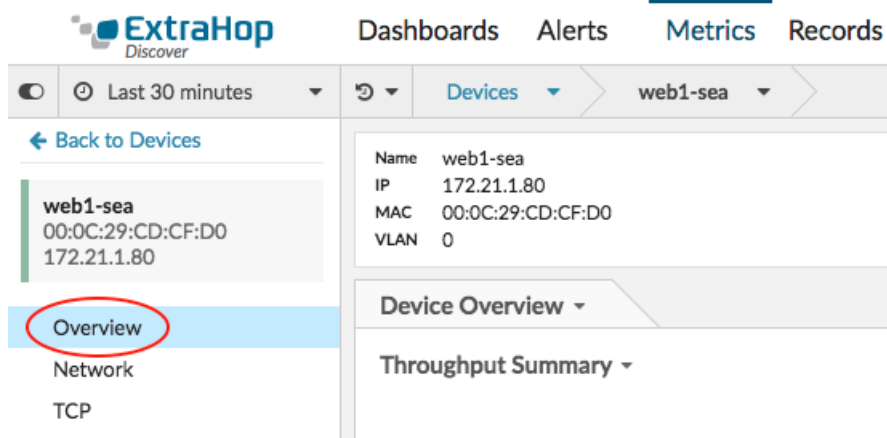 ExtraHop
Discover
Dashboards Alerts Metrics Records
Last 30 minutes
Devices web1-sea
Back to Devices
web1-sea
00:0C:29:CD:CF:D0
172.21.1.80
Overview
Network
TCP
Name web1-sea
IP 172.21.1.80
MAC 00:0C:29:CD:CF:D0
VLAN 0
Device Overview
Throughput Summary